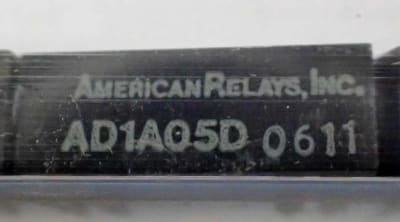 AMERICAN RELAYS, INC.
AD1A05D 0611